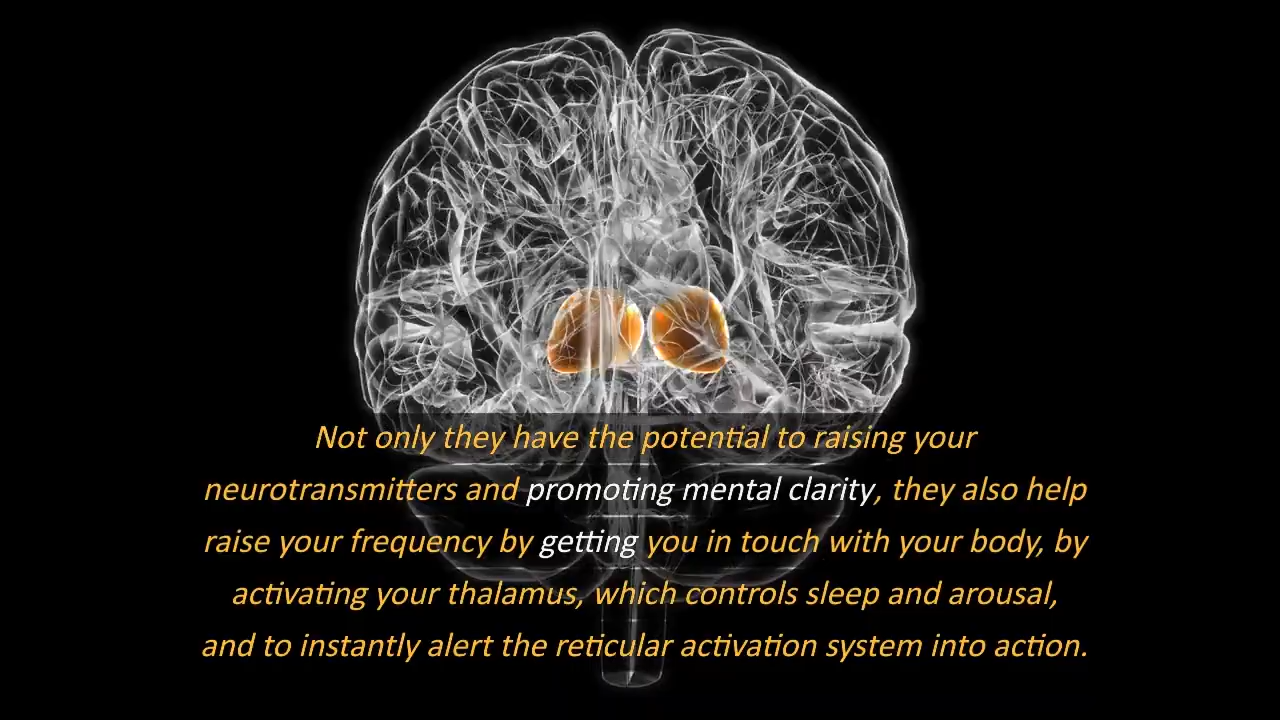 Not only they have the potential to raising your
neurotransmitters and promoting mental clarity, they also help
raise your frequency by getting you in touch with your body, by
activating your thalamus, which controls sleep and arousal,
and to instantly alert the reticular activation system into action.